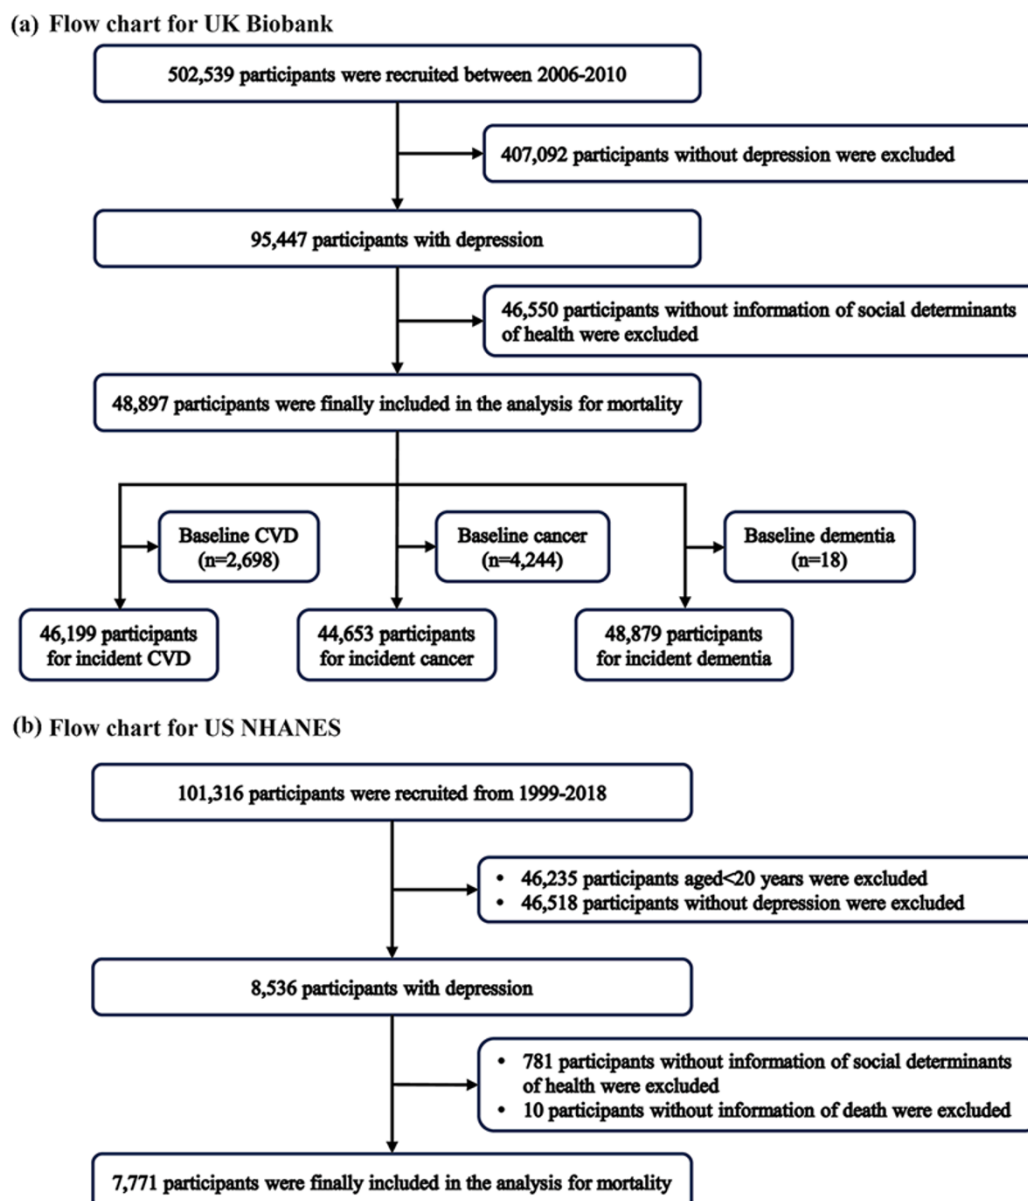 (a) Flow chart for UK Biobank
502,539 participants were recruited between 2006-2010
407,092 participants without depression were excluded
95,447 participants with depression
46,550 participants without information of social determinants
of health were excluded
48,897 participants were finally included in the analysis for mortality
Baseline CVD
(n=2,698)
Baseline cancer
(n=4,244)
Baseline dementia
(n=18)
46,199 participants
for incident CVD
44,653 participants
for incident cancer
48,879 participants
for incident dementia
(b) Flow chart for US NHANES
101,316 participants were recruited from 1999-2018
• 46,235 participants aged<20 years were excluded
• 46,518 participants without depression were excluded
8,536 participants with depression
• 781 participants without information of social determinants
of health were excluded
• 10 participants without information of death were excluded
7,771 participants were finally included in the analysis for mortality